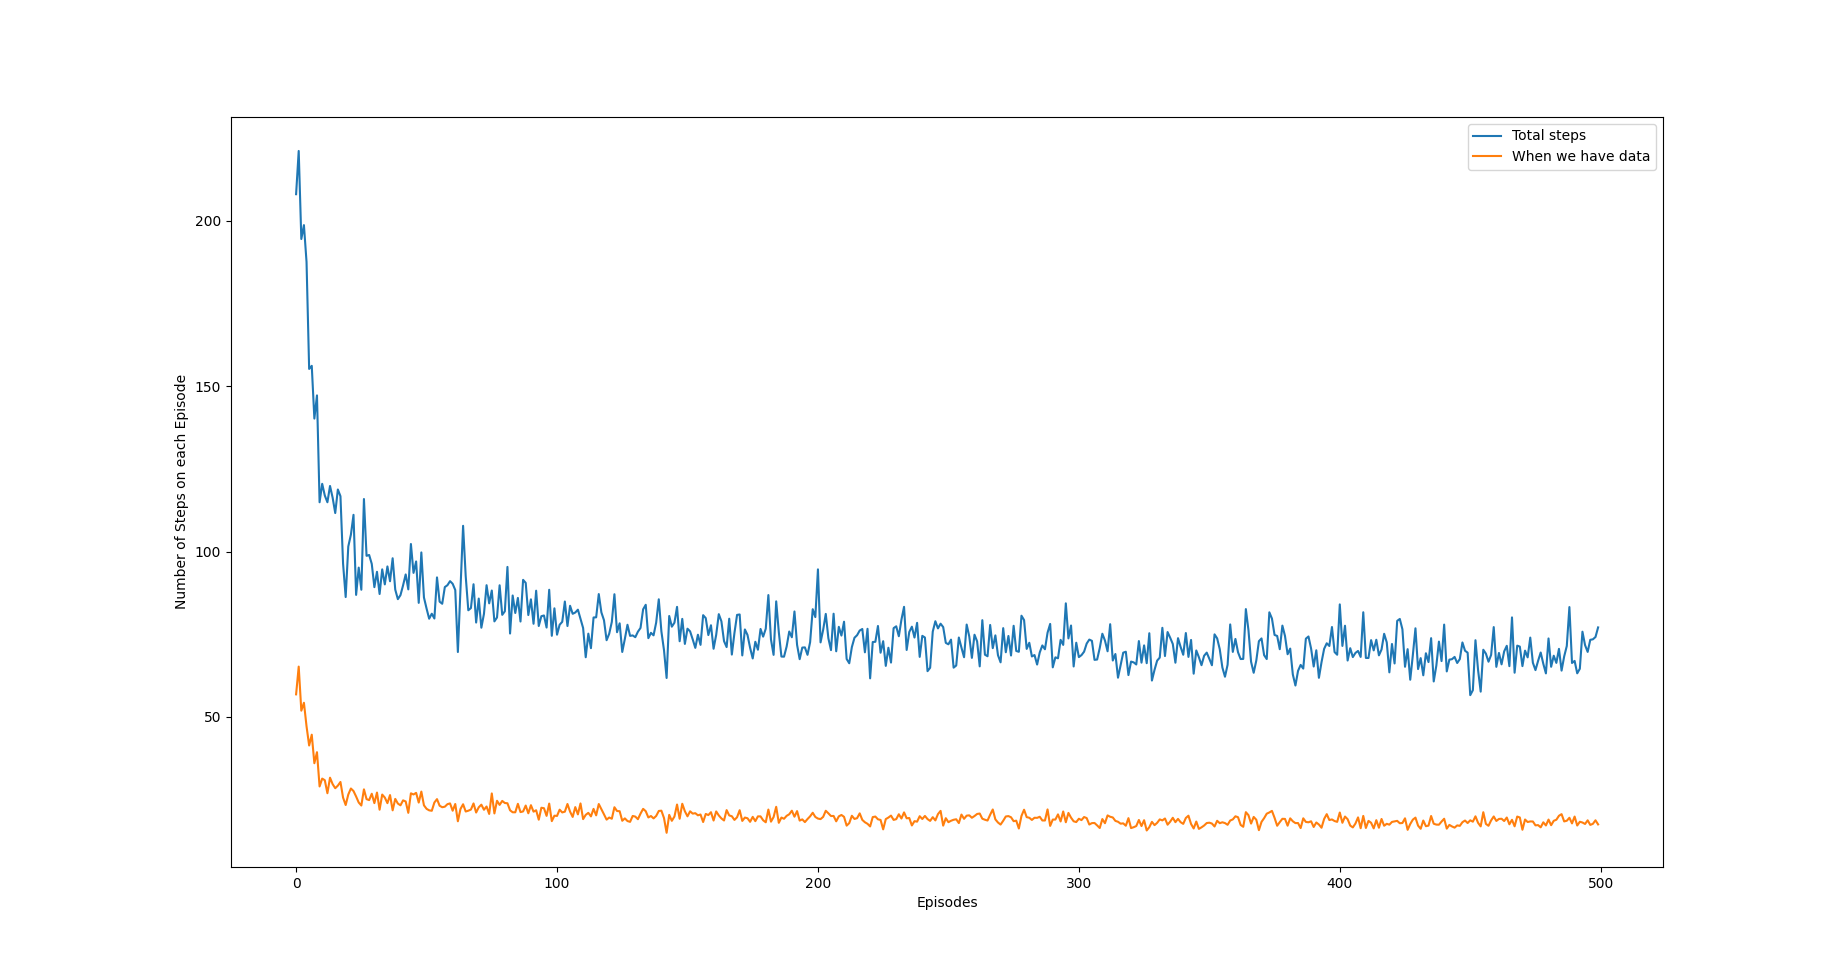 Total steps
When we have data
200
150
100
50
Number of Steps on each Episode
0 100 200 300 400 500
Episodes